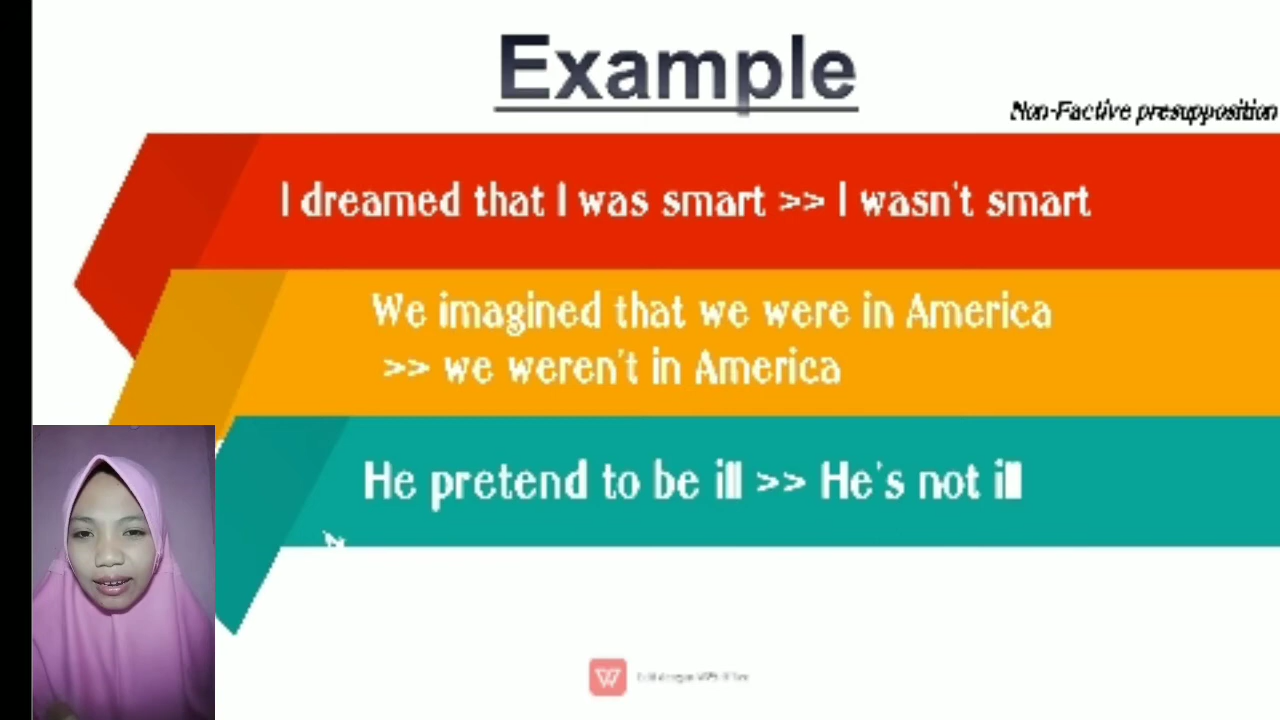 Example
Non-Factive presupposition
I dreamed that I was smart >> I wasn't smart
We imagined that we were in America
>> we weren't in America
He pretend to be ill >> He's not ill